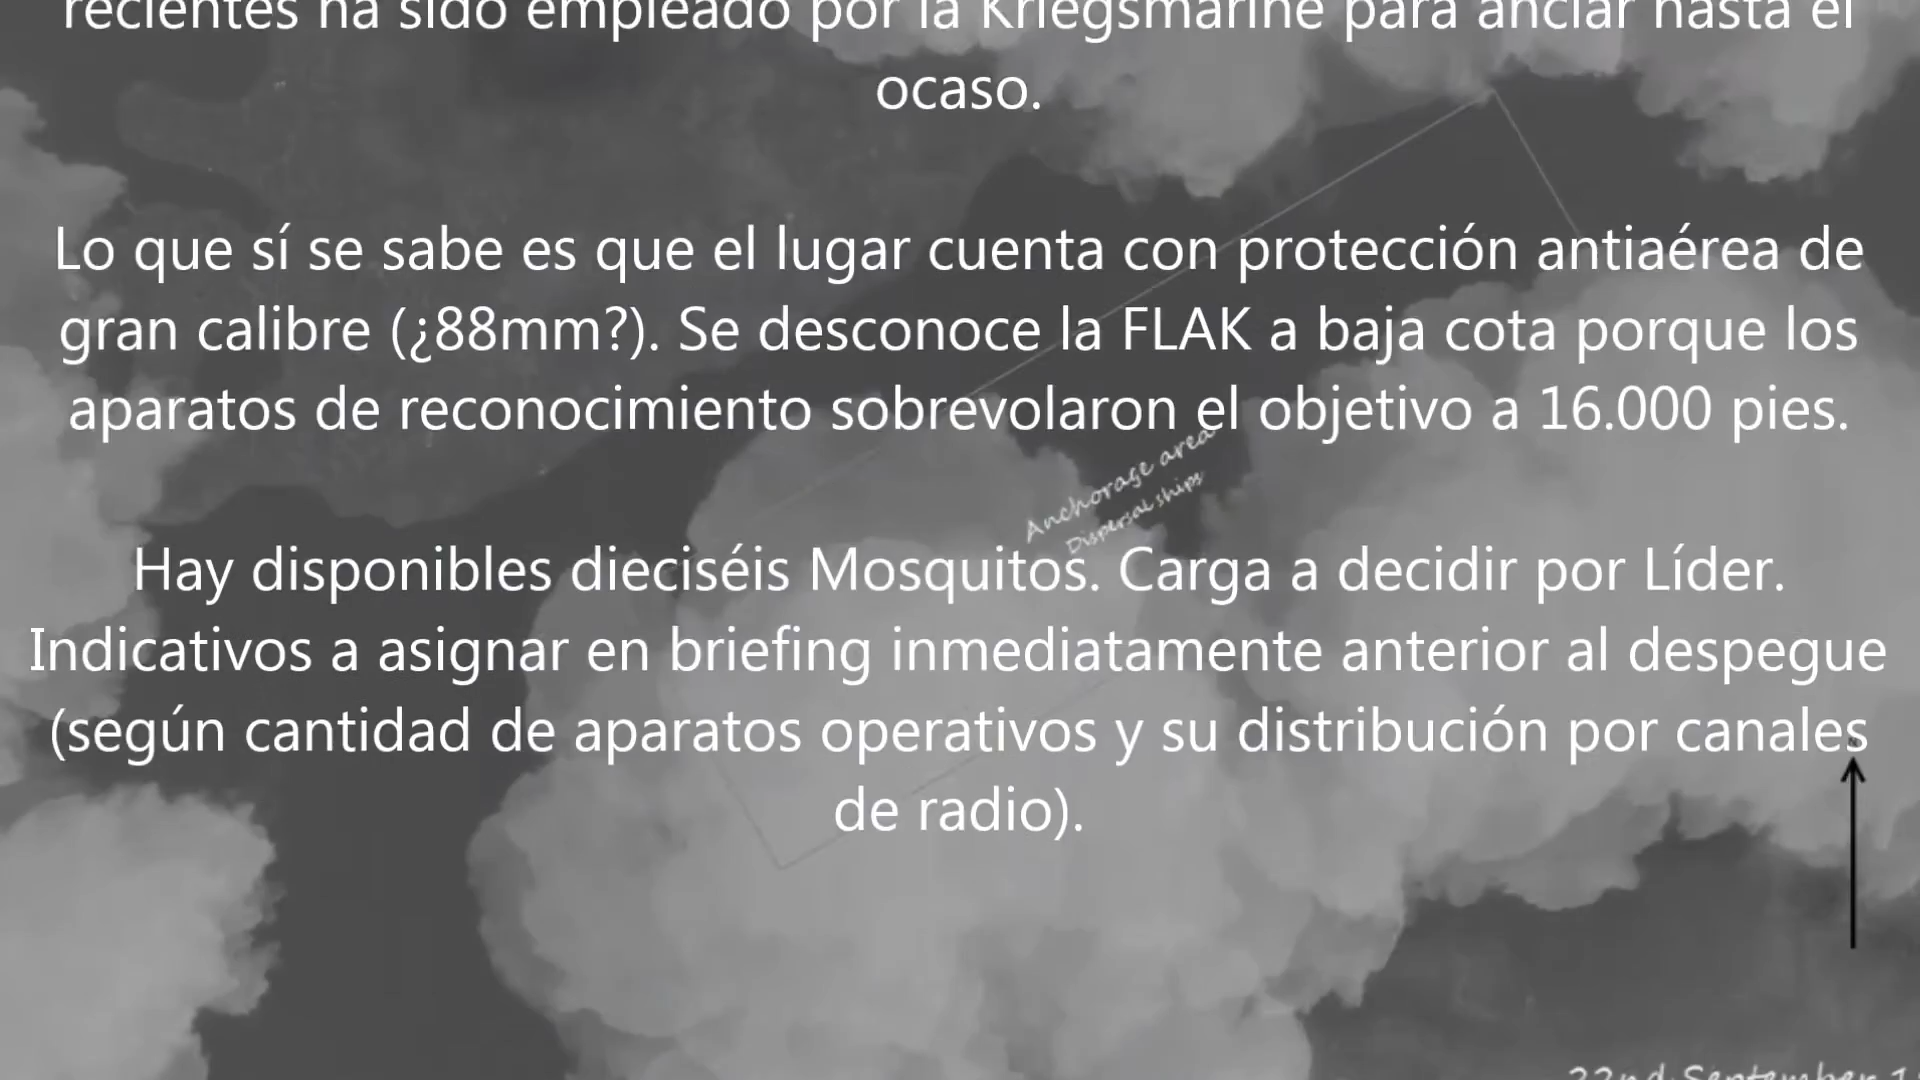 recientes ha sido empleado por la Kriegsmarine para anclar hasta el
ocaso.
Lo que sí se sabe es que el lugar cuenta con protección antiaérea de
gran calibre (¿88mm?). Se desconoce la FLAK a baja cota porque los
aparatos de reconocimiento sobrevolaron el objetivo a 16.000 pies.
Anchorage area
Dispersal ships
Hay disponibles dieciséis Mosquitos. Carga a decidir por Líder.
Indicativos a asignar en briefing inmediatamente anterior al despegue
(según cantidad de aparatos operativos y su distribución por canales
de radio).
22nd September